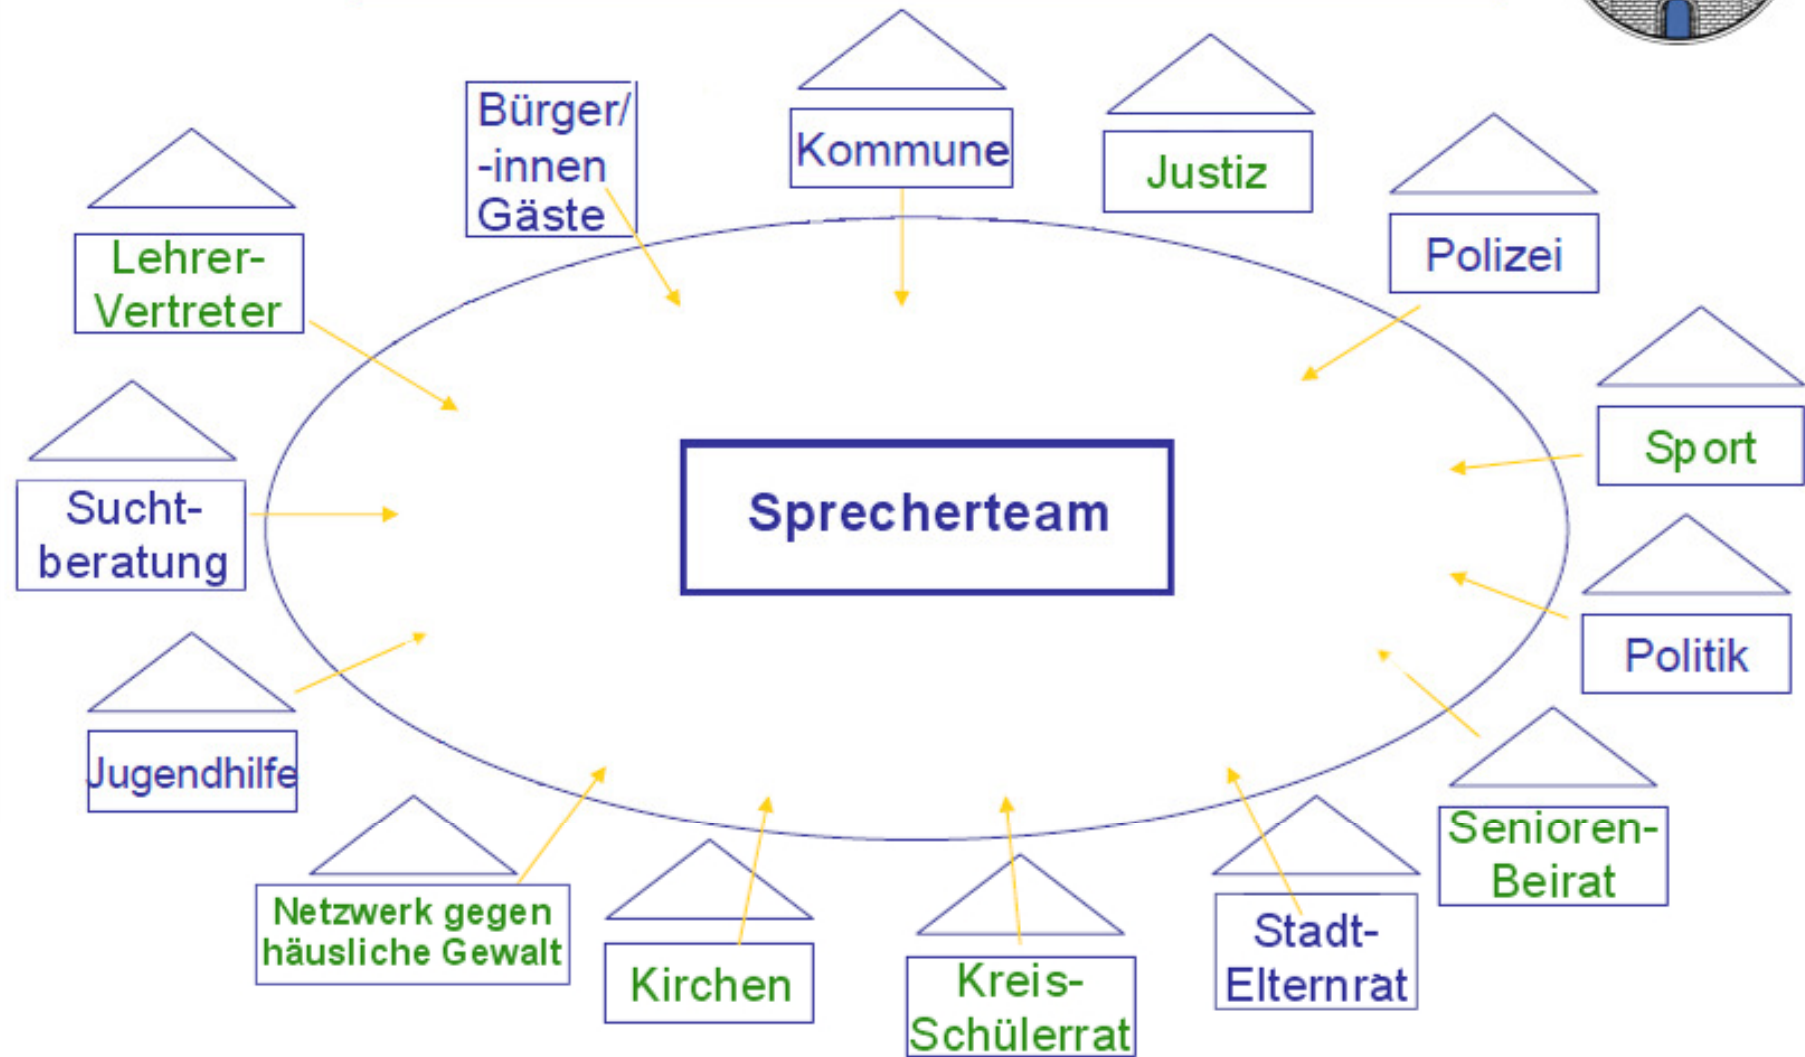 Bürger/
-innen
Gäste
Kommune
Justiz
Polizei
Lehrer-
Vertreter
Sport
Sucht-
beratung
Sprecherteam
Politik
Jugendhilfe
Senioren-
Beirat
Netzwerk gegen
häusliche Gewalt
Kirchen
Kreis-
Schülerrat
Stadt-
Elternrat